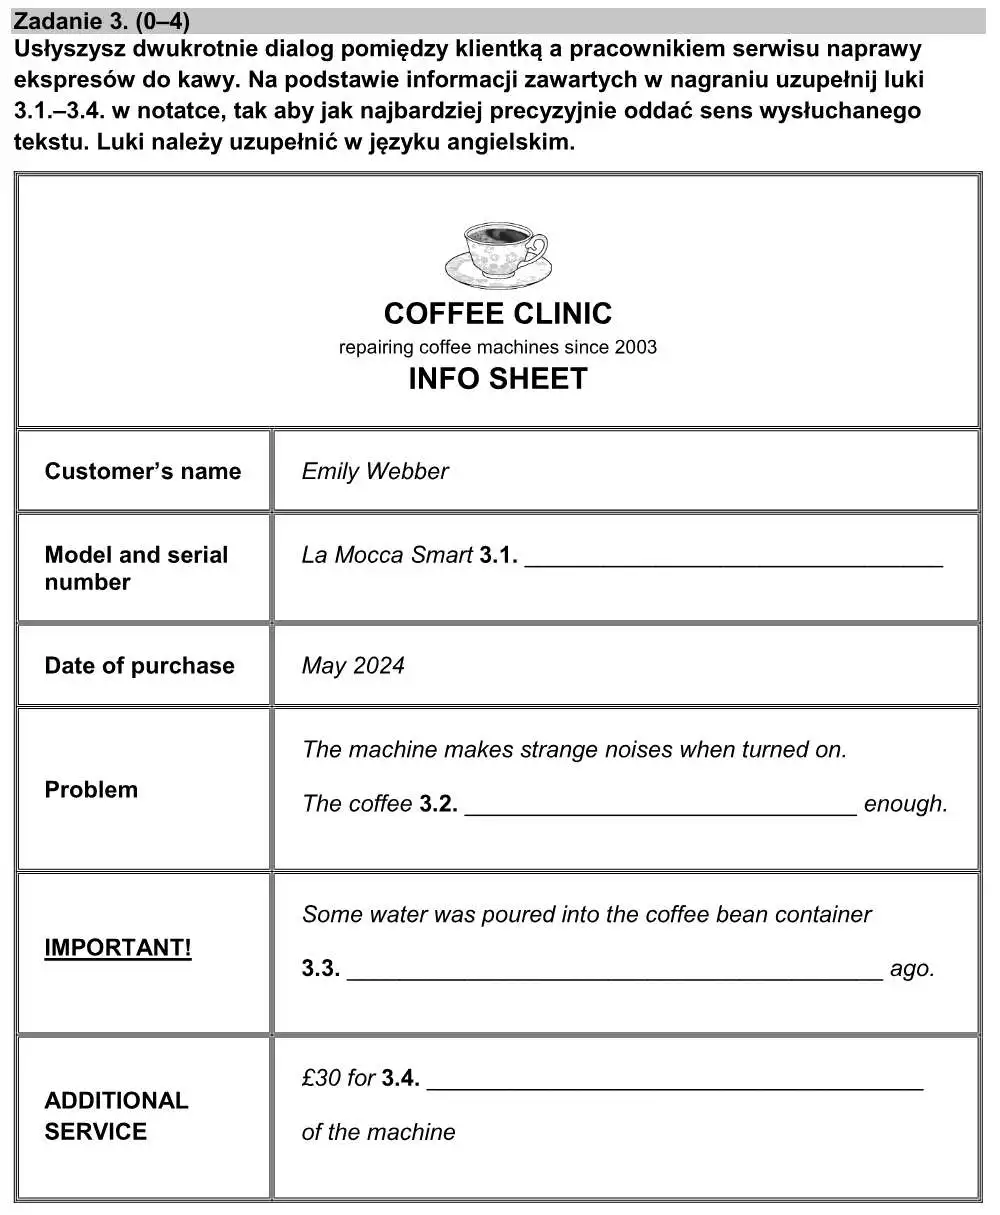 Zadanie 3. (0–4)
Usłyszysz dwukrotnie dialog pomiędzy klientką a pracownikiem serwisu naprawy
ekspresów do kawy. Na podstawie informacji zawartych w nagraniu uzupełnij luki
3.1.–3.4. w notatce, tak aby jak najbardziej precyzyjnie oddać sens wysłuchanego
tekstu. Luki należy uzupełnić w języku angielskim.
COFFEE CLINIC
repairing coffee machines since 2003
INFO SHEET
Customer’s name
Emily Webber
Model and serial
number
La Mocca Smart 3.1. ________________________________
Date of purchase
May 2024
Problem
The machine makes strange noises when turned on.
The coffee 3.2. ______________________________ enough.
IMPORTANT!
Some water was poured into the coffee bean container
3.3. _________________________________________ ago.
ADDITIONAL
SERVICE
£30 for 3.4. ______________________________________
of the machine